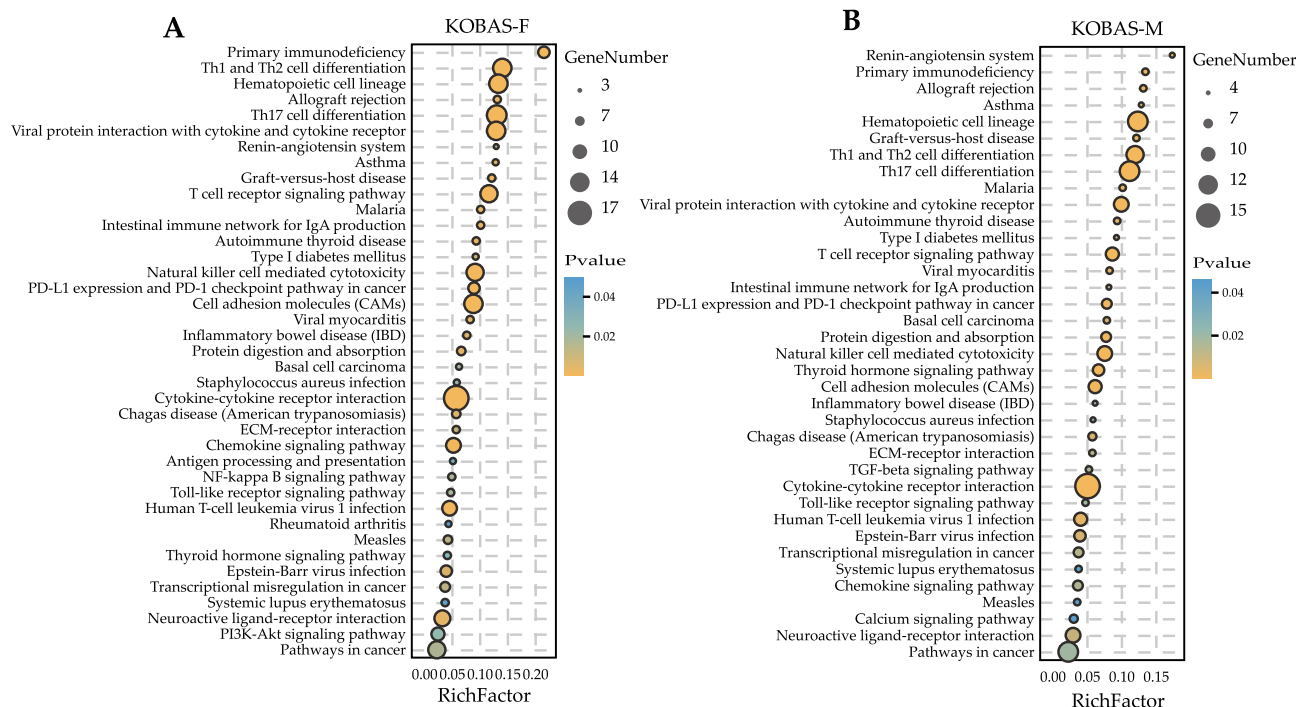 A
KOBAS-F
Primary immunodeficiency
Th1 and Th2 cell differentiation
Hematopoietic cell lineage
Allograft rejection
Th17 cell differentiation
Viral protein interaction with cytokine and cytokine receptor
Renin-angiotensin system
Asthma
Graft-versus-host disease
T cell receptor signaling pathway
Malaria
Intestinal immune network for IgA production
Autoimmune thyroid disease
Type I diabetes mellitus
Natural killer cell mediated cytotoxicity
PD-L1 expression and PD-1 checkpoint pathway in cancer
Cell adhesion molecules (CAMs)
Viral myocarditis
Inflammatory bowel disease (IBD)
Protein digestion and absorption
Basal cell carcinoma
Staphylococcus aureus infection
Cytokine-cytokine receptor interaction
Chagas disease (American trypanosomiasis)
ECM-receptor interaction
Chemokine signaling pathway
Antigen processing and presentation
NF-kappa B signaling pathway
Toll-like receptor signaling pathway
Human T-cell leukemia virus 1 infection
Rheumatoid arthritis
Measles
Thyroid hormone signaling pathway
Epstein-Barr virus infection
Transcriptional misregulation in cancer
Systemic lupus erythematosus
Neuroactive ligand-receptor interaction
PI3K-Akt signaling pathway
Pathways in cancer
0.00 0.05 0.10 0.15 0.20
RichFactor
GeneNumber
3
7
10
14
17
Pvalue
0.04
0.02
B
KOBAS-M
Renin-angiotensin system
Primary immunodeficiency
Allograft rejection
Asthma
Hematopoietic cell lineage
Graft-versus-host disease
Th1 and Th2 cell differentiation
Th17 cell differentiation
Malaria
Viral protein interaction with cytokine and cytokine receptor
Autoimmune thyroid disease
Type I diabetes mellitus
T cell receptor signaling pathway
Viral myocarditis
Intestinal immune network for IgA production
PD-L1 expression and PD-1 checkpoint pathway in cancer
Basal cell carcinoma
Protein digestion and absorption
Natural killer cell mediated cytotoxicity
Thyroid hormone signaling pathway
Cell adhesion molecules (CAMs)
Inflammatory bowel disease (IBD)
Staphylococcus aureus infection
Chagas disease (American trypanosomiasis)
ECM-receptor interaction
TGF-beta signaling pathway
Cytokine-cytokine receptor interaction
Toll-like receptor signaling pathway
Human T-cell leukemia virus 1 infection
Epstein-Barr virus infection
Transcriptional misregulation in cancer
Systemic lupus erythematosus
Chemokine signaling pathway
Measles
Calcium signaling pathway
Neuroactive ligand-receptor interaction
Pathways in cancer
0.00 0.05 0.10 0.15
RichFactor
GeneNumber
4
7
10
12
15
Pvalue
0.04
0.02